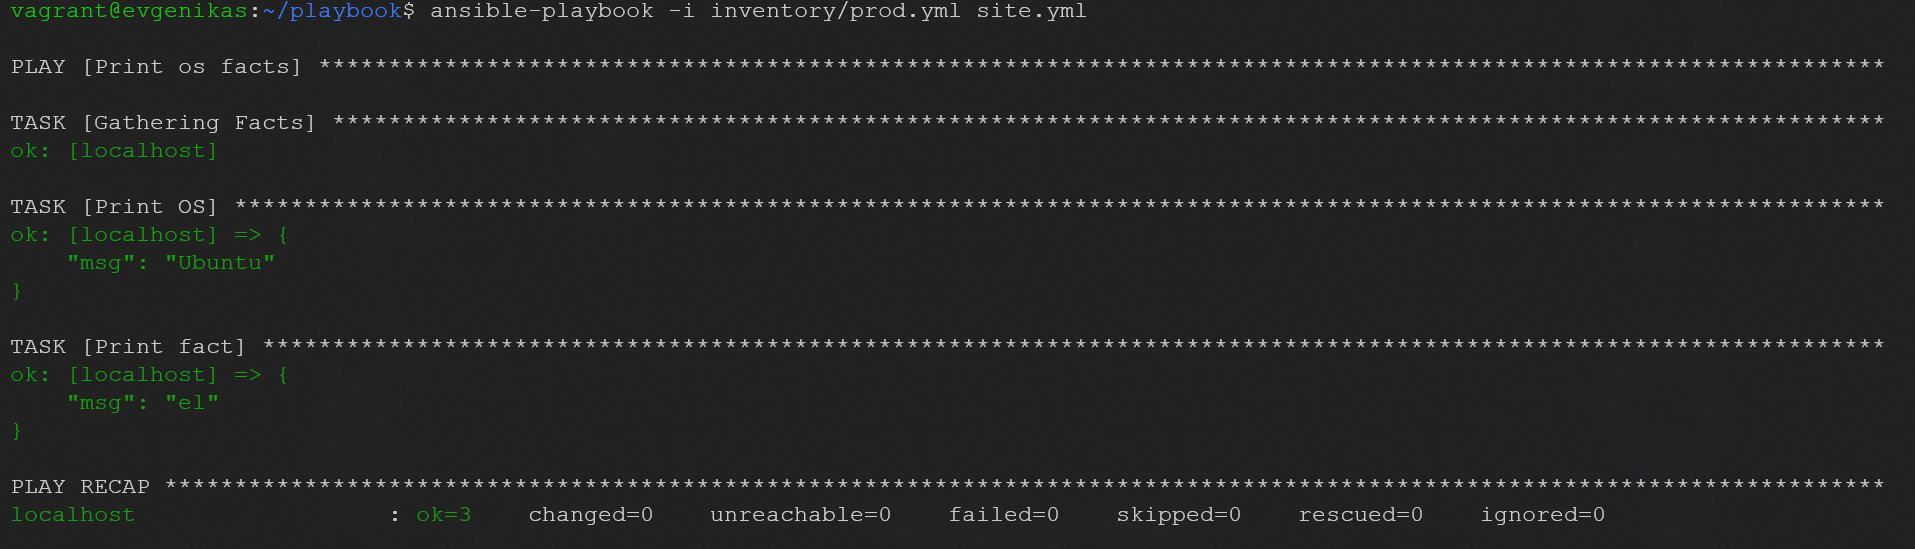 vagrant@evgenikas:~/playbook$ ansible-playbook -i inventory/prod.yml site.yml
PLAY [Print os facts] ****************************************************************************************************************
TASK [Gathering Facts] ***************************************************************************************************************
ok: [localhost]
TASK [Print OS] **********************************************************************************************************************
ok: [localhost] => {
    "msg": "Ubuntu"
}
TASK [Print fact] ********************************************************************************************************************
ok: [localhost] => {
    "msg": "el"
}
PLAY RECAP ***************************************************************************************************************************
localhost                  : ok=3    changed=0    unreachable=0    failed=0    skipped=0    rescued=0    ignored=0